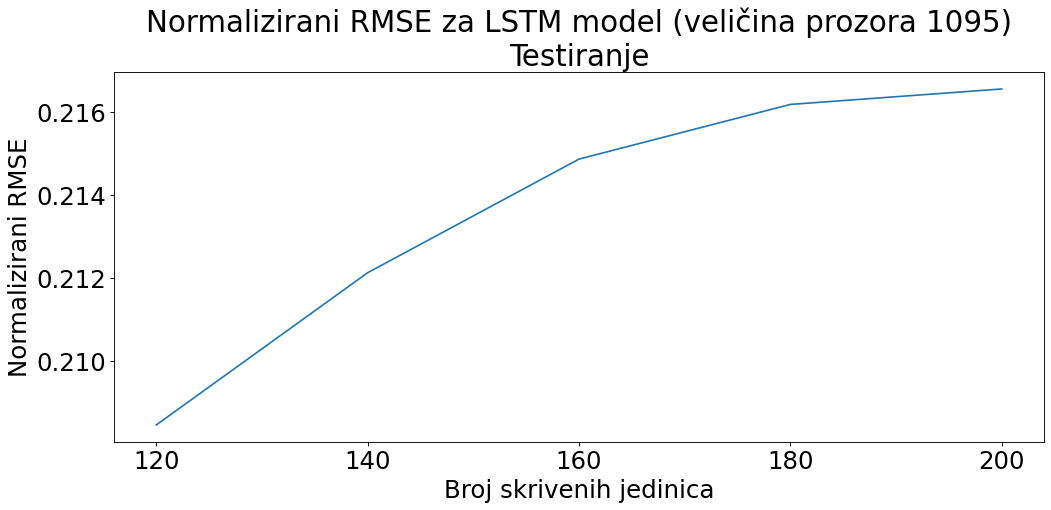 Normalizirani RMSE za LSTM model (veličina prozora 1095)
Testiranje
Normalizirani RMSE
0.216
0.214
0.212
0.210
120 140 160 180 200
Broj skrivenih jedinica